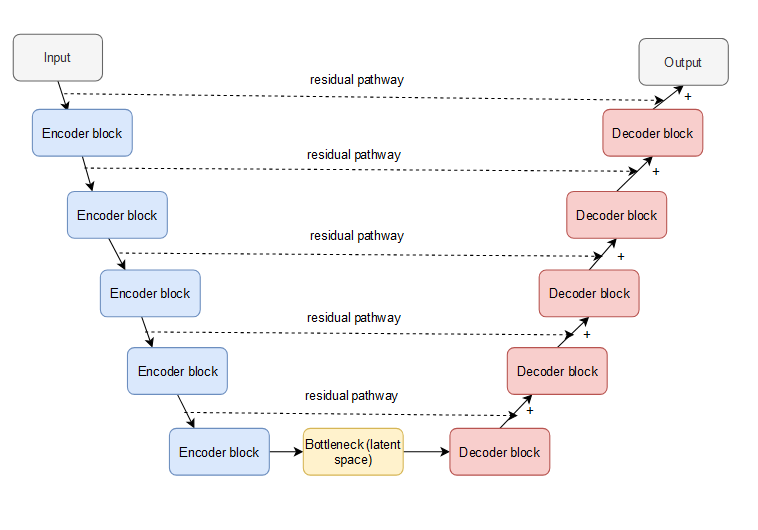 Input
Output
residual pathway
+
Encoder block
Decoder block
residual pathway
+
Encoder block
Decoder block
residual pathway
+
Encoder block
Decoder block
residual pathway
+
Encoder block
Decoder block
residual pathway
+
Encoder block
Bottleneck (latent
space)
Decoder block